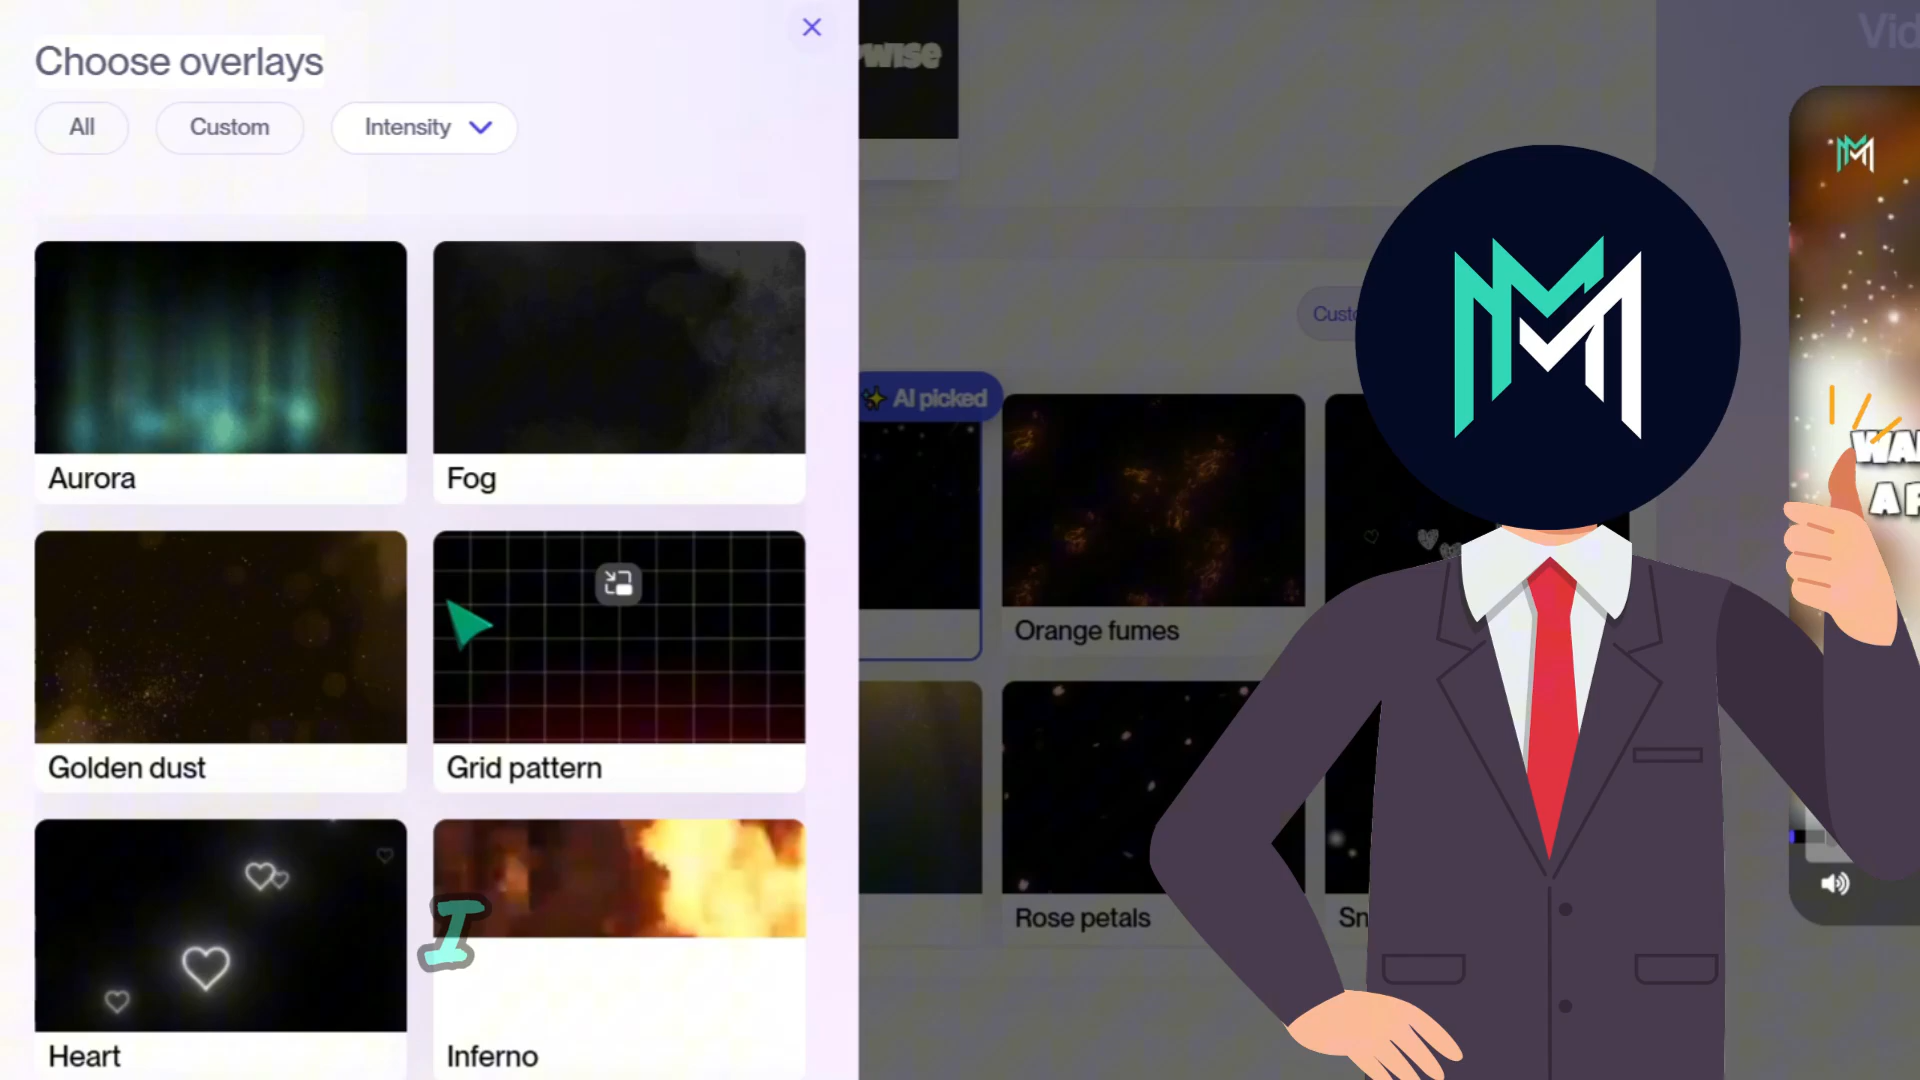 Choose overlays
All
Custom
Intensity
Aurora
Fog
Golden dust
Grid pattern
Heart
Inferno
I
wise
AI picked
Orange fumes
Rose petals